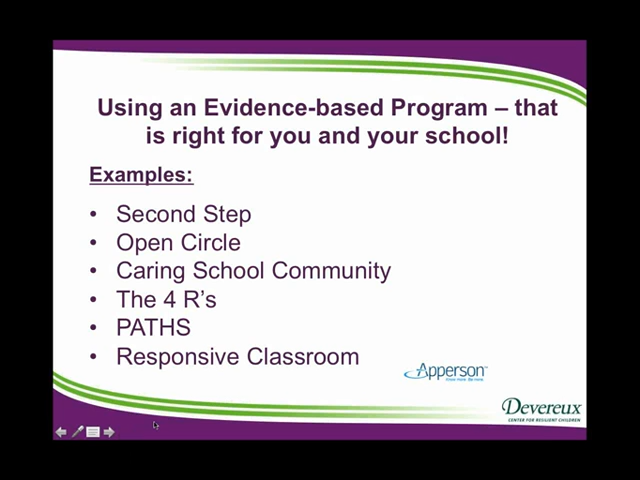 Using an Evidence-based Program – that
is right for you and your school!
Examples:
• Second Step
• Open Circle
• Caring School Community
• The 4 R's
• PATHS
• Responsive Classroom
Apperson
Devereux
CENTER FOR RESILIENT CHILDREN